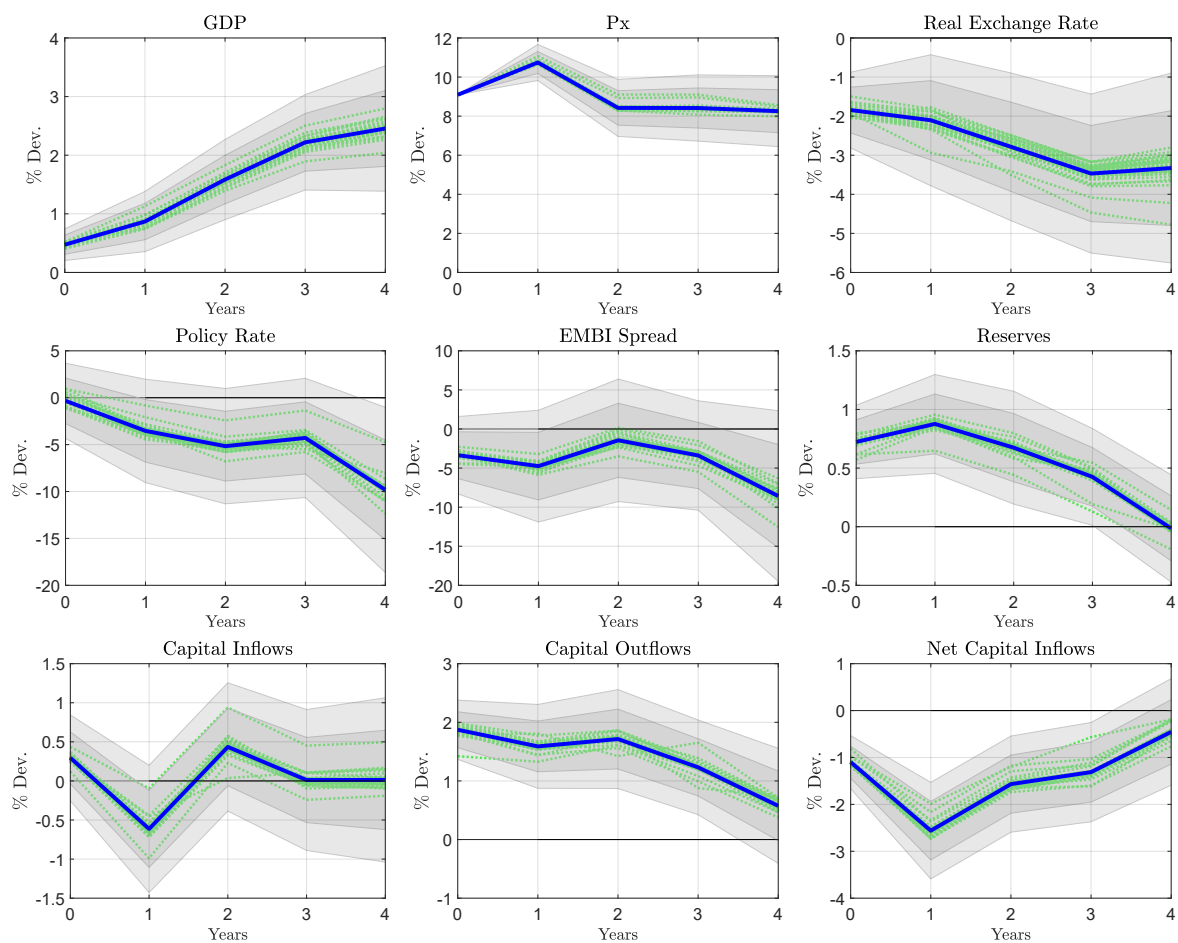 GDP
Px
Real Exchange Rate
4
3
2
1
0
% Dev.
0 1 2 3 4
Years
12
10
8
6
4
2
0
% Dev.
0 1 2 3 4
Years
0
-1
-2
-3
-4
-5
-6
% Dev.
0 1 2 3 4
Years
Policy Rate
EMBI Spread
Reserves
5
0
-5
-10
-15
-20
% Dev.
0 1 2 3 4
Years
10
5
0
-5
-10
-15
-20
% Dev.
0 1 2 3 4
Years
1.5
1
0.5
0
-0.5
% Dev.
0 1 2 3 4
Years
Capital Inflows
Capital Outflows
Net Capital Inflows
1.5
1
0.5
0
-0.5
-1
-1.5
% Dev.
0 1 2 3 4
Years
3
2
1
0
-1
% Dev.
0 1 2 3 4
Years
1
0
-1
-2
-3
-4
% Dev.
0 1 2 3 4
Years